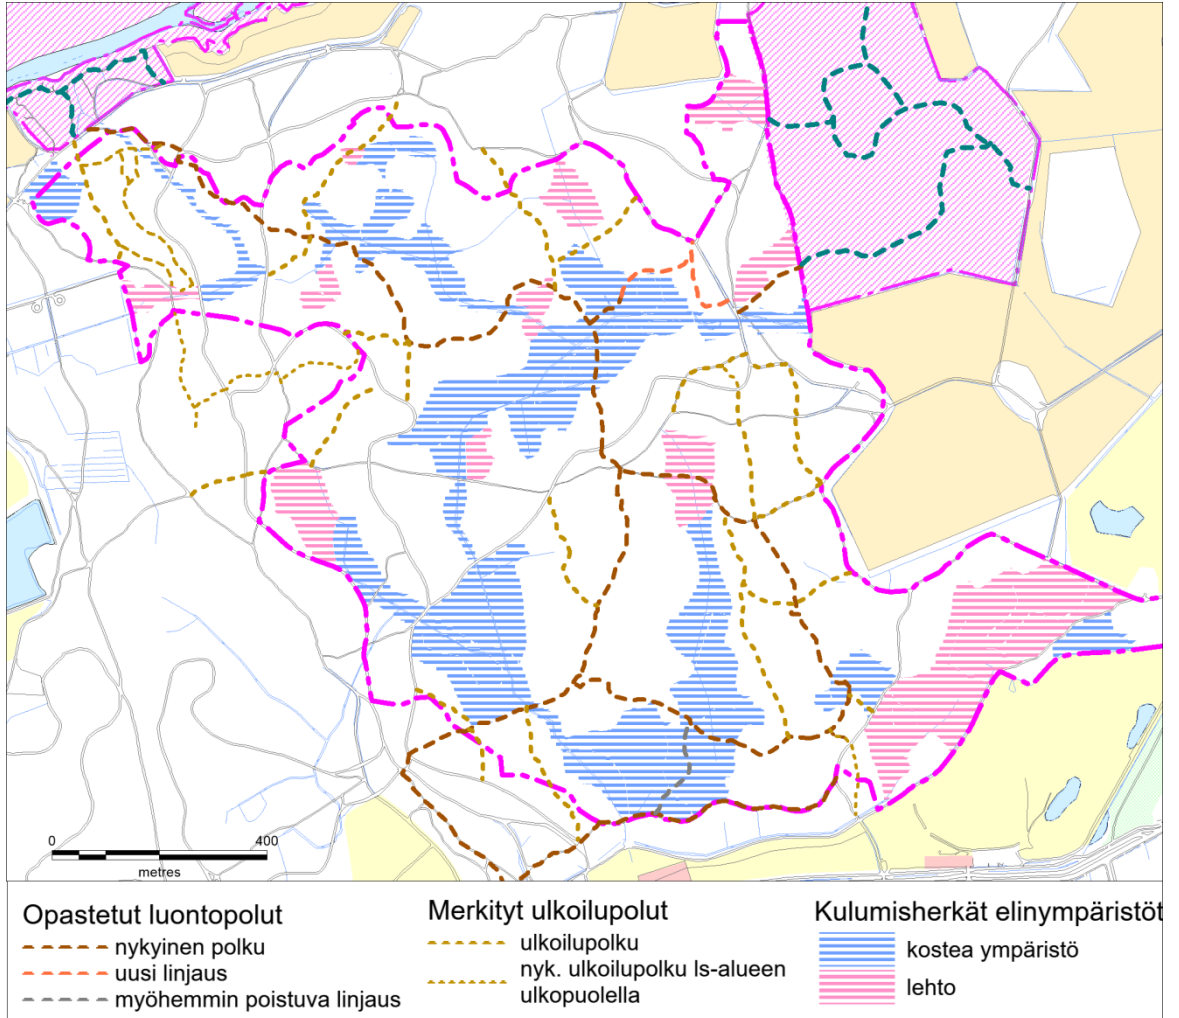 0 400
metres
Opastetut luontopolut
nykyinen polku
uusi linjaus
myöhemmin poistuva linjaus
Merkityt ulkoilupolut
ulkoilupolku
nyk. ulkoilupolku ls-alueen
ulkopuolella
Kulumisherkät elinympäristöt
kostea ympäristö
lehto